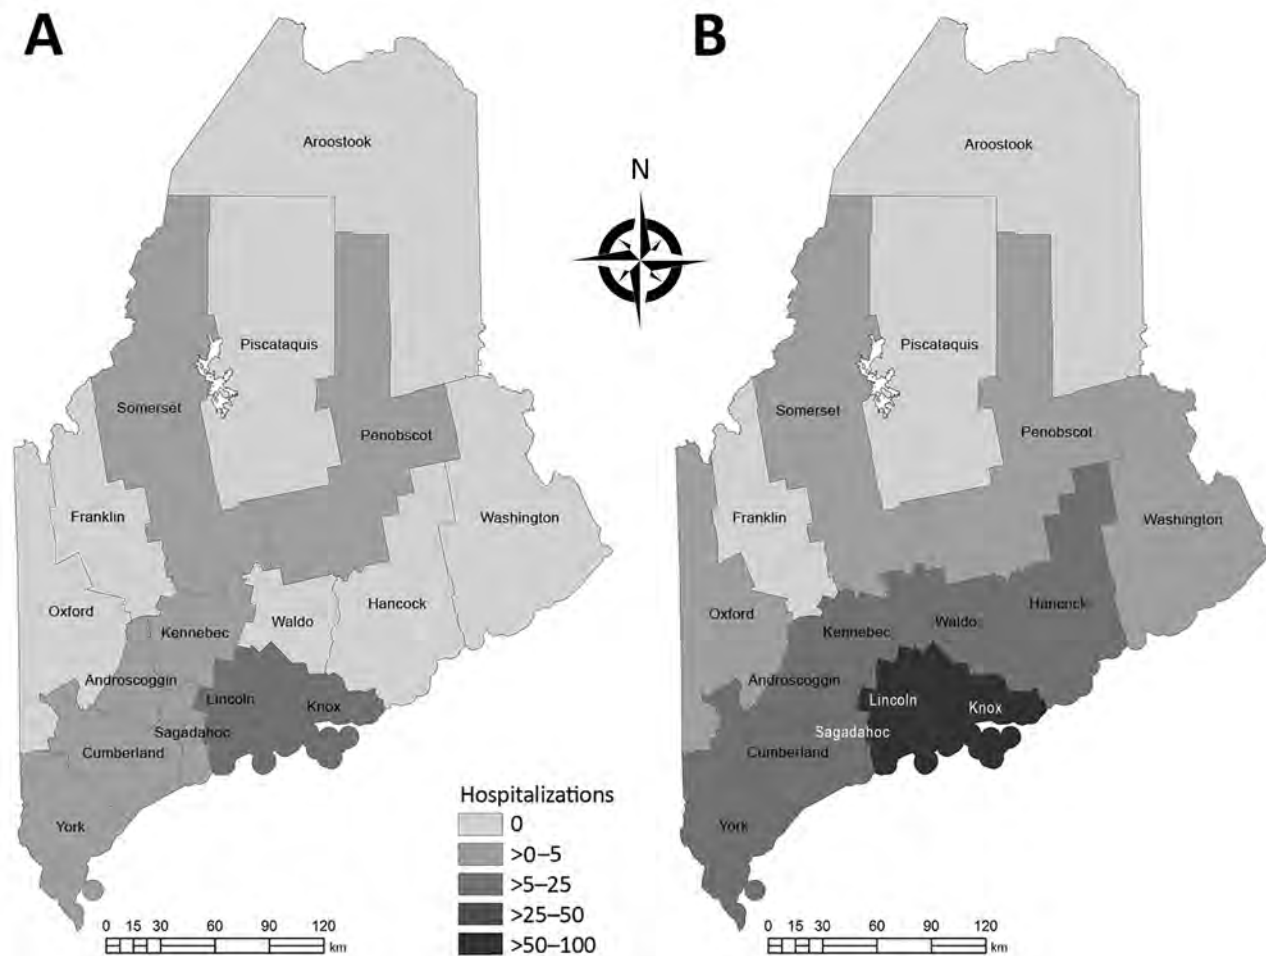 A
Aroostook
Piscataquis
Somerset
Penobscot
Franklin
Washington
Oxford
Hancock
Waldo
Kennebec
Androscoggin
Lincoln
Knox
Sagadahoc
Cumberland
York
0 15 30 60 90 120
km
N
Hospitalizations
0
>0–5
>5–25
>25–50
>50–100
B
Aroostook
Piscataquis
Somerset
Penobscot
Franklin
Washington
Oxford
Hancock
Waldo
Kennebec
Androscoggin
Lincoln
Knox
Sagadahoc
Cumberland
York
0 15 30 60 90 120
km